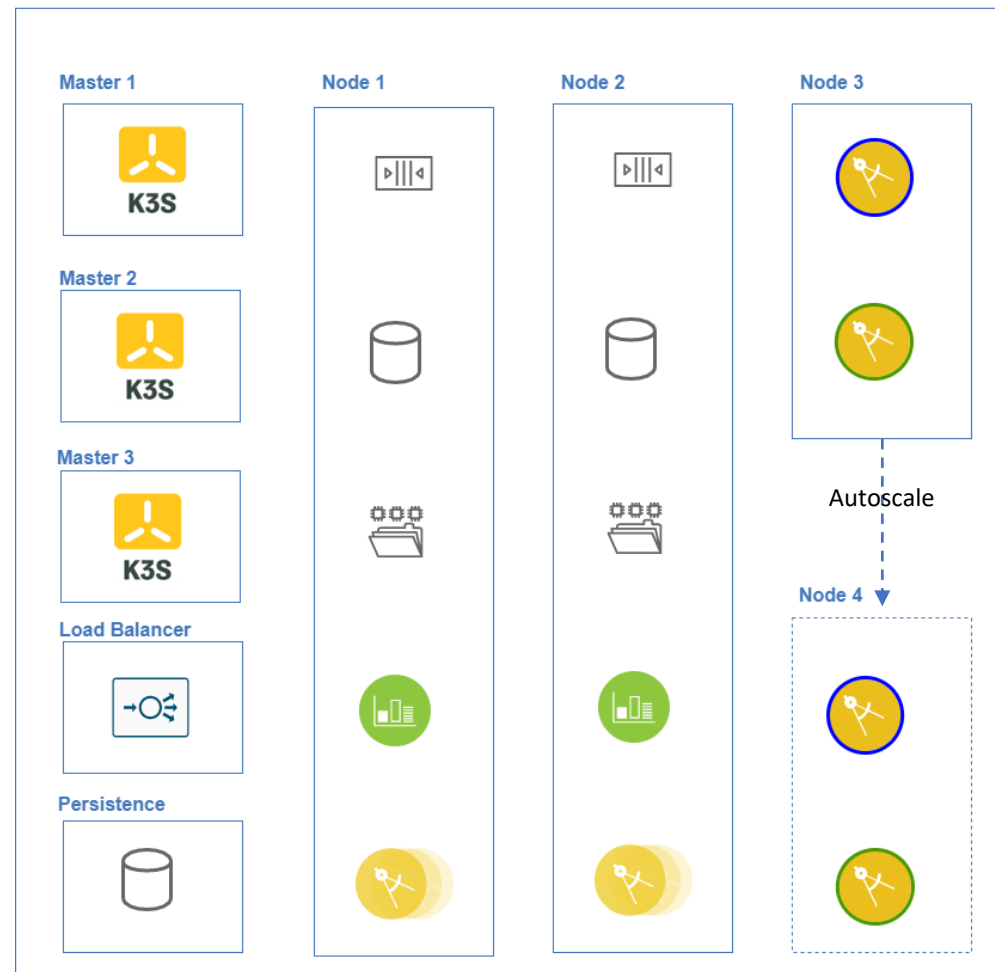 Master 1
Node 1
Node 2
Node 3
K3S
Master 2
K3S
Master 3
K3S
Autoscale
Node 4
Load Balancer
Persistence